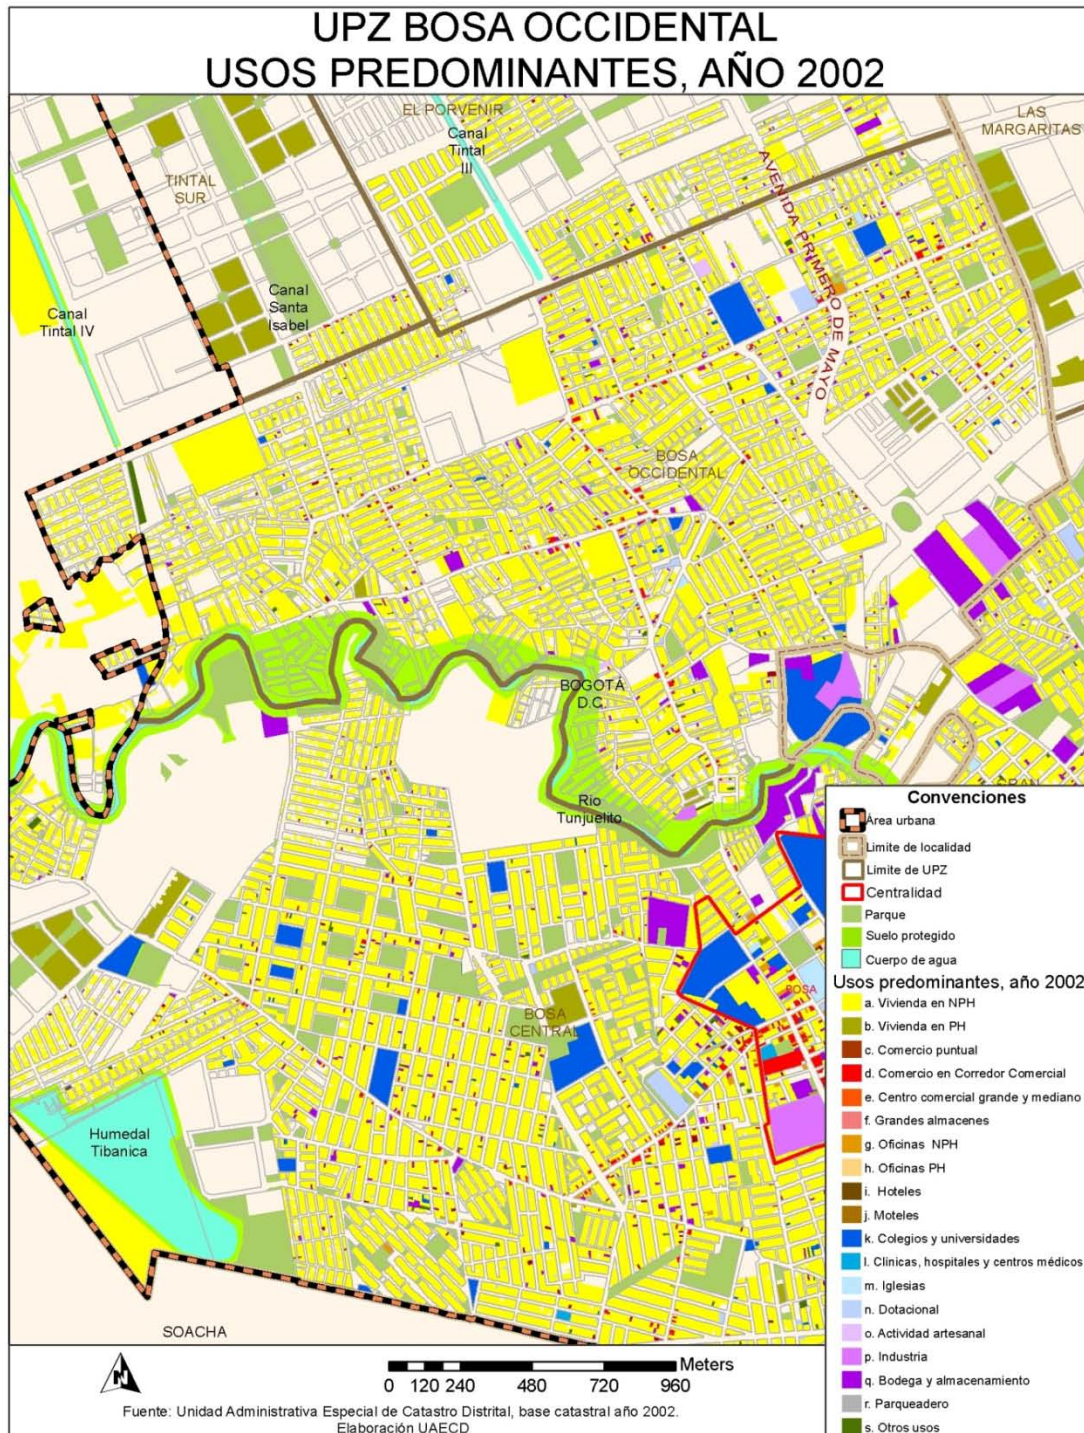 UPZ BOSA OCCIDENTAL
USOS PREDOMINANTES, AÑO 2002
EL PORVENIR
Canal
Tintal
III
LAS
MARGARITAS
TINTAL
SUR
AVENIDA PRIMERO DE MAYO
Canal
Santa
Isabel
Canal
Tintal IV
BOSA
OCCIDENTAL
BOGOTÁ
D.C.
Río
Tunjuelito
GRAN
BOSA
BOSA
CENTRAL
Humedal
Tibanica
SOACHA
Convenciones
Área urbana
Limite de localidad
Limite de UPZ
Centralidad
Parque
Suelo protegido
Cuerpo de agua
Usos predominantes, año 2002
a. Vivienda en NPH
b. Vivienda en PH
c. Comercio puntual
d. Comercio en Corredor Comercial
e. Centro comercial grande y mediano
f. Grandes almacenes
g. Oficinas NPH
h. Oficinas PH
i. Hoteles
j. Moteles
k. Colegios y universidades
l. Clínicas, hospitales y centros médicos
m. Iglesias
n. Dotacional
o. Actividad artesanal
p. Industria
q. Bodega y almacenamiento
r. Parqueadero
s. Otros usos
N
Meters
0 120 240 480 720 960
Fuente: Unidad Administrativa Especial de Catastro Distrital, base catastral año 2002.
Elaboración UAECD